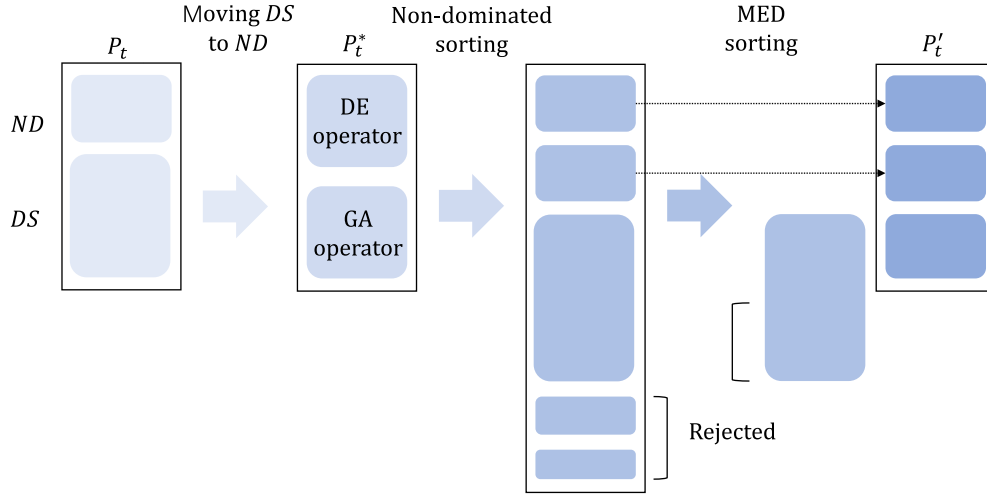 Moving DS
to ND
Non-dominated
sorting
MED
sorting
P_t
P_t^*
P_t'
ND
DS
DE
operator
GA
operator
Rejected